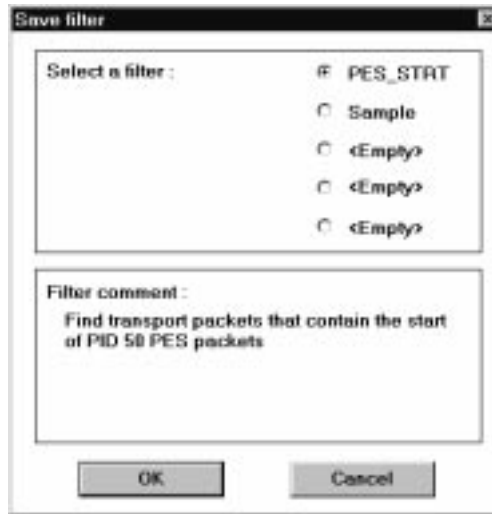 Save filter
Select a filter :
PES_STRT
Sample
<Empty>
<Empty>
<Empty>
Filter comment :
Find transport packets that contain the start
of PID 50 PES packets
OK
Cancel